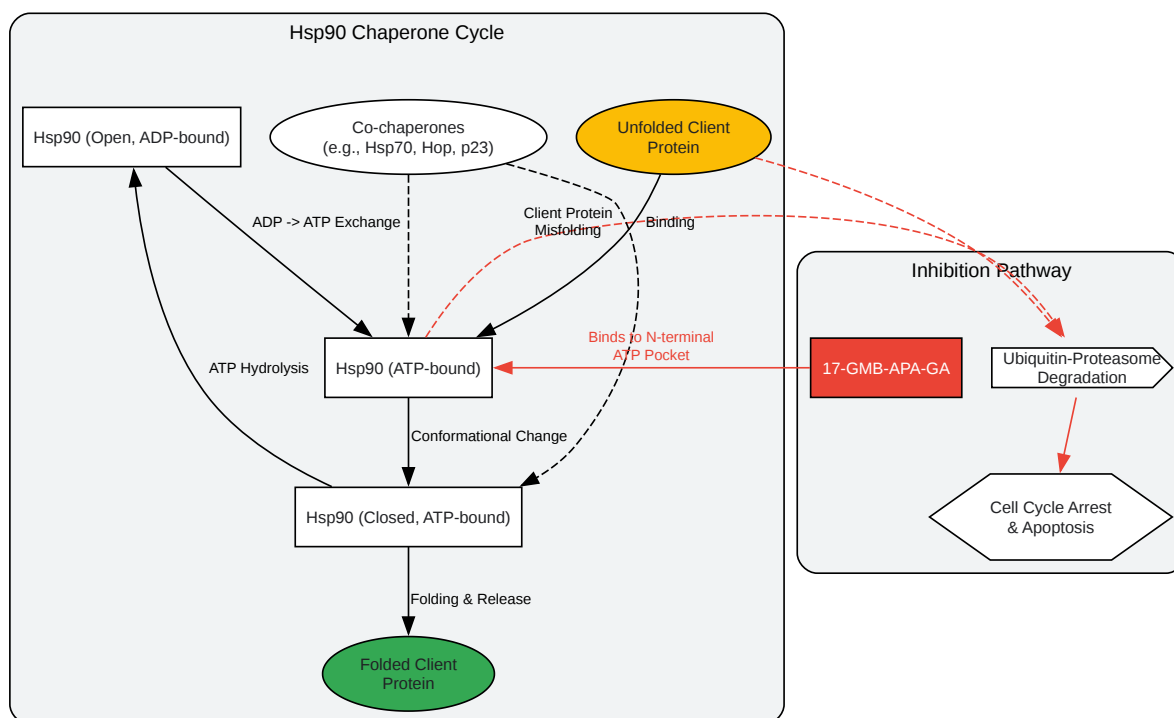 Hsp90 Chaperone Cycle
Hsp90 (Open, ADP-bound)
Co-chaperones
(e.g., Hsp70, Hop, p23)
Unfolded Client
Protein
ADP -> ATP Exchange
Client Protein
Misfolding
Binding
Inhibition Pathway
Binds to N-terminal
ATP Pocket
Hsp90 (ATP-bound)
17-GMB-APA-GA
Ubiquitin-Proteasome
Degradation
ATP Hydrolysis
Conformational Change
Hsp90 (Closed, ATP-bound)
Cell Cycle Arrest
& Apoptosis
Folding & Release
Folded Client
Protein